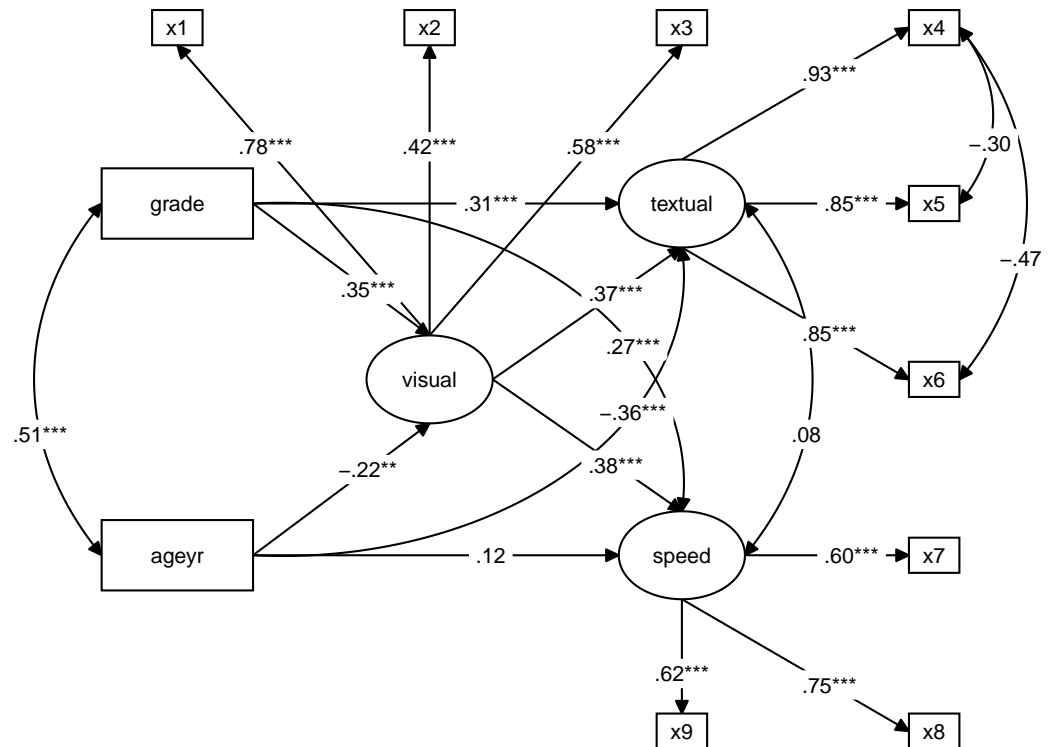 x1 x2 x3 x4
.93***
.78*** .42*** .58*** −.30
grade .31*** textual .85*** x5
−.47
.35*** .37***
.85***
.27***
visual x6
−.36***
.51*** .08
−.22** .38***
ageyr .12 speed .60*** x7
.62*** .75***
x9 x8